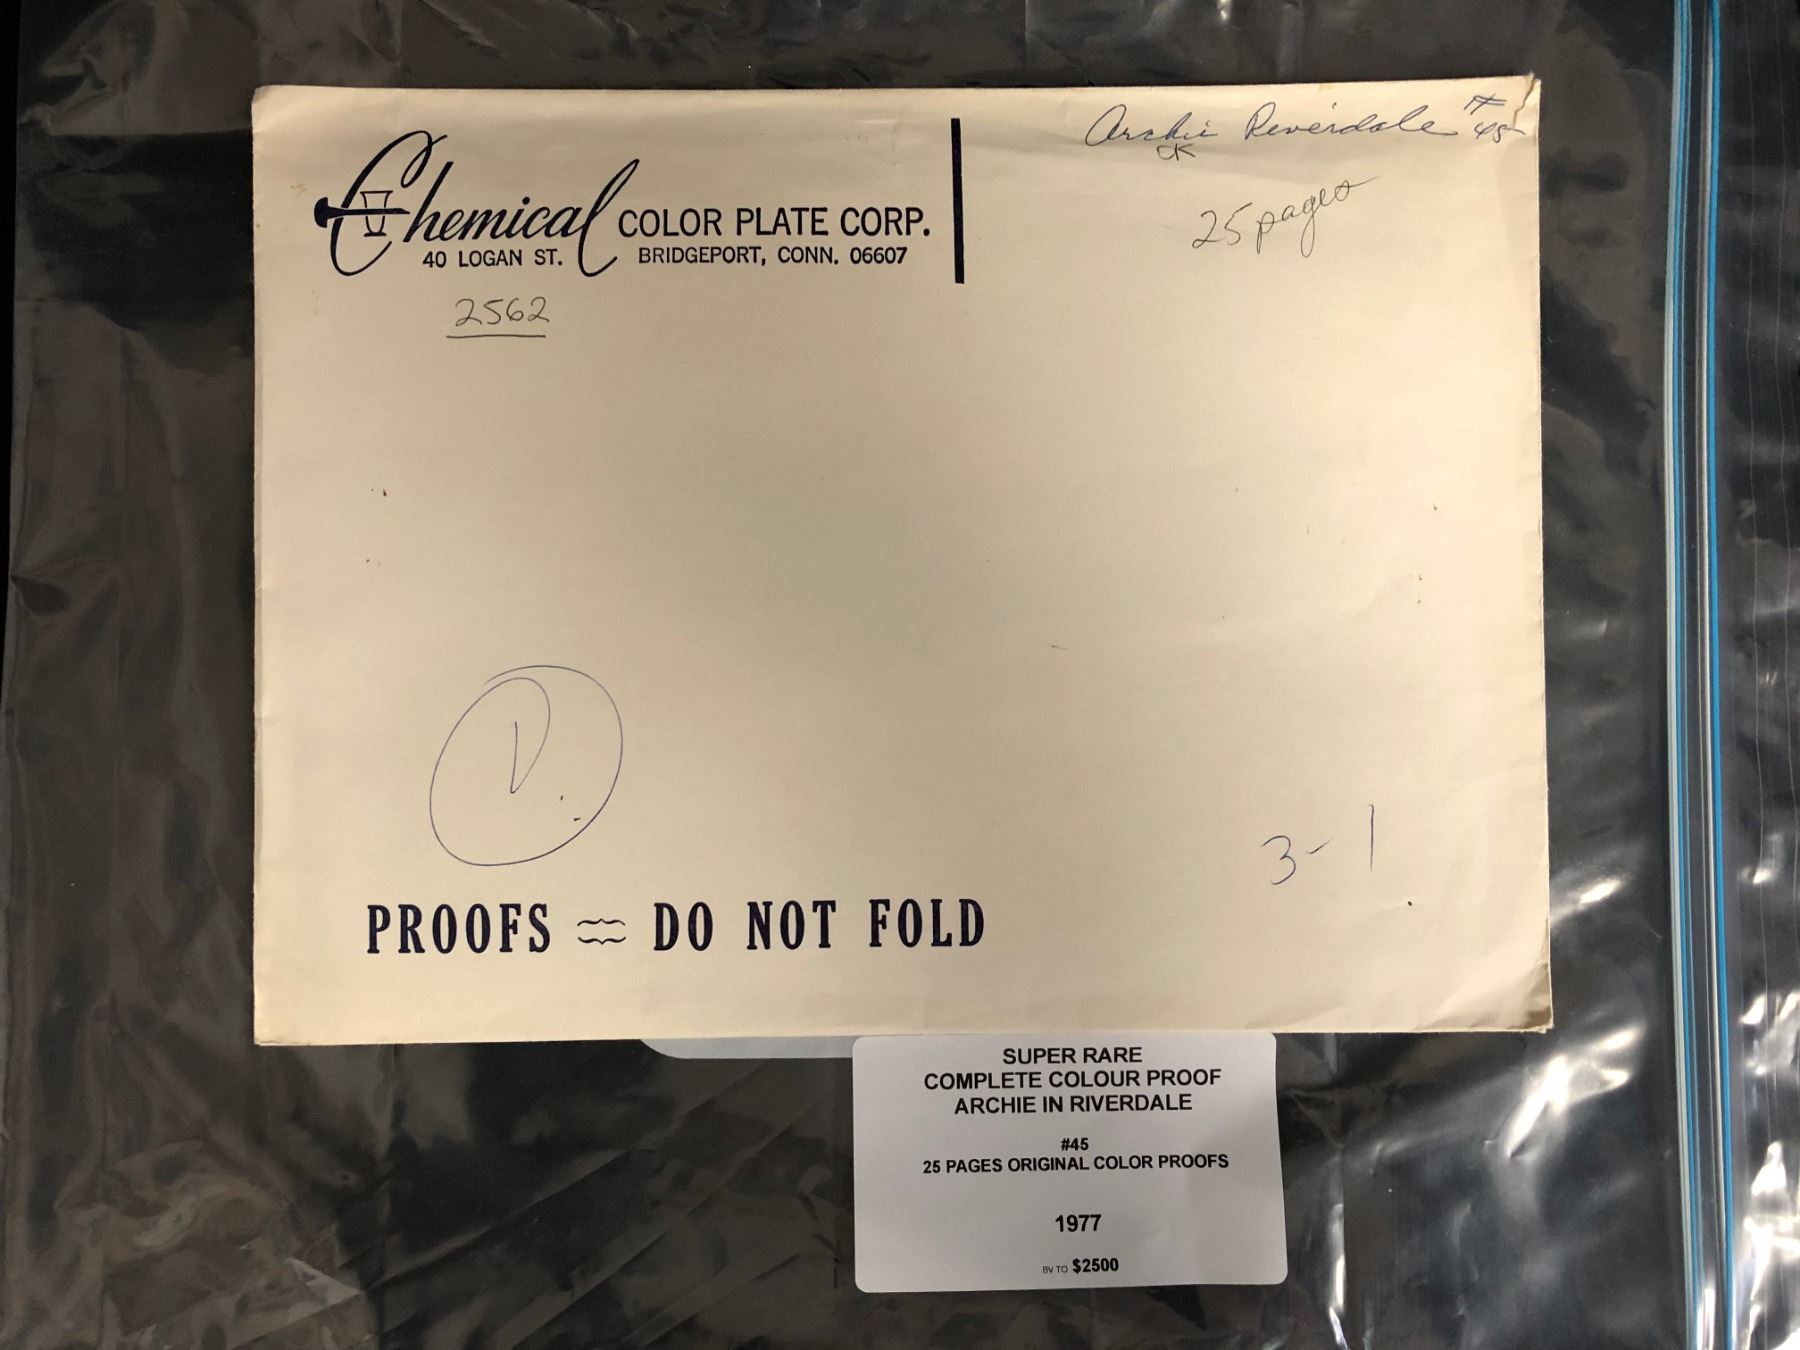 Chemical COLOR PLATE CORP.
40 LOGAN ST. BRIDGEPORT, CONN. 06607
Archie Reverdale #45
OK
25 pages
2562
3-1
PROOFS DO NOT FOLD
SUPER RARE
COMPLETE COLOUR PROOF
ARCHIE IN RIVERDALE
#45
25 PAGES ORIGINAL COLOR PROOFS
1977
BV TO $2500